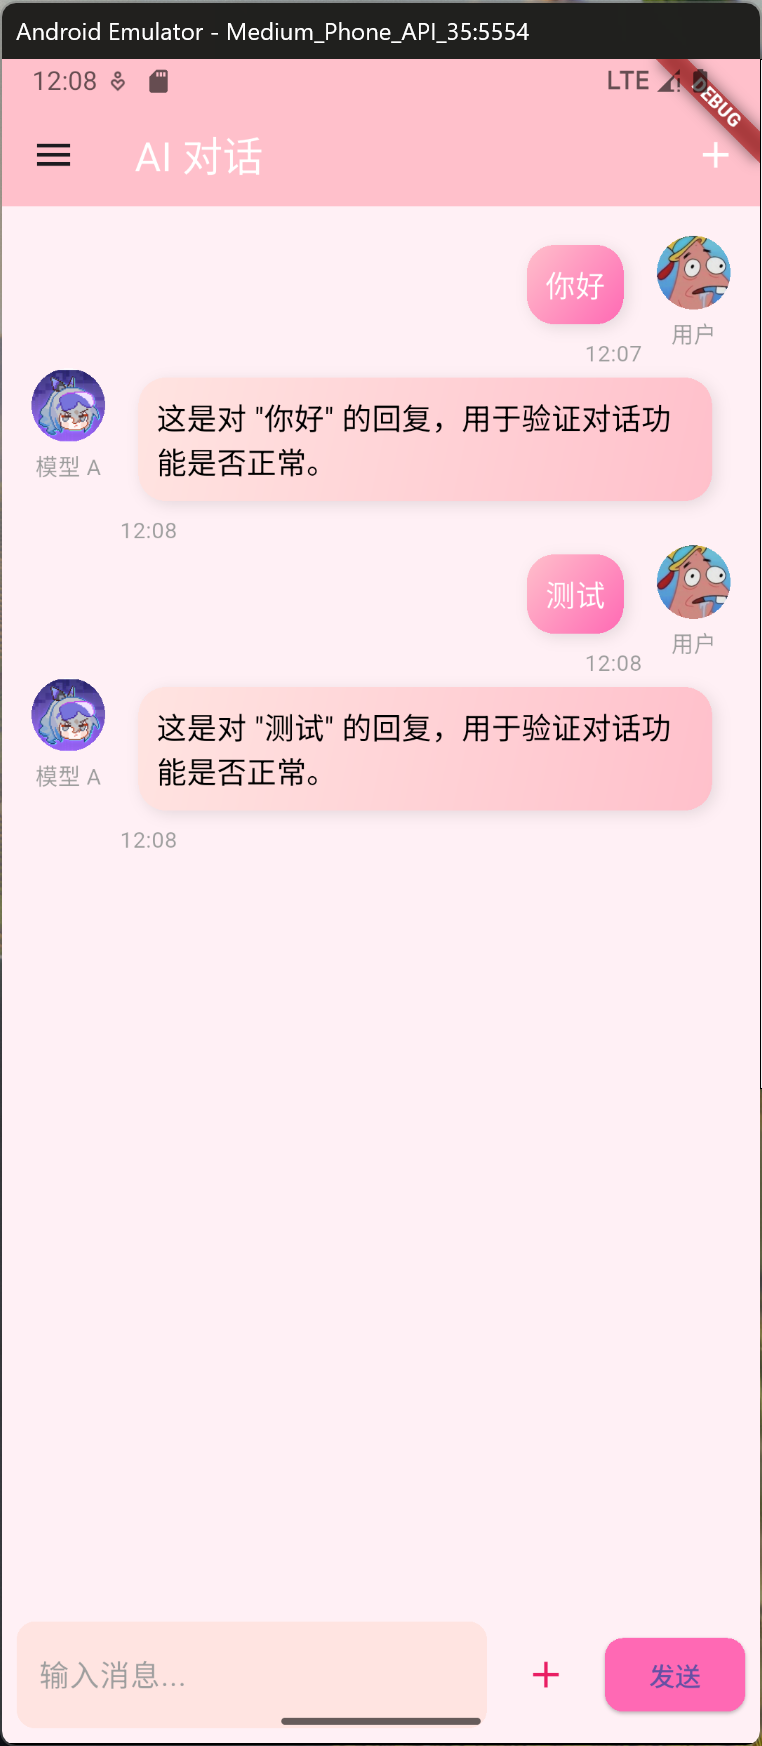 Android Emulator - Medium_Phone_API_35:5554
12:08
LTE
DEBUG
AI 对话
你好
用户
12:07
模型 A
这是对 "你好" 的回复，用于验证对话功
能是否正常。
12:08
测试
用户
12:08
模型 A
这是对 "测试" 的回复，用于验证对话功
能是否正常。
12:08
输入消息...
发送